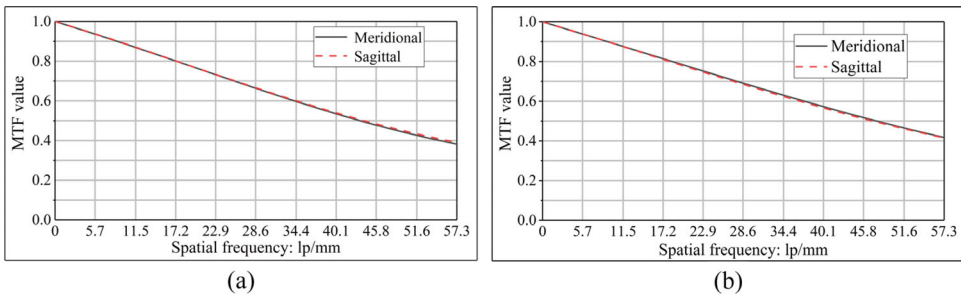 1.0
0.8
0.6
0.4
0.2
0.0
MTF value
Meridional
Sagittal
0 5.7 11.5 17.2 22.9 28.6 34.4 40.1 45.8 51.6 57.3
Spatial frequency: lp/mm
(a)
1.0
0.8
0.6
0.4
0.2
0.0
MTF value
Meridional
Sagittal
0 5.7 11.5 17.2 22.9 28.6 34.4 40.1 45.8 51.6 57.3
Spatial frequency: lp/mm
(b)